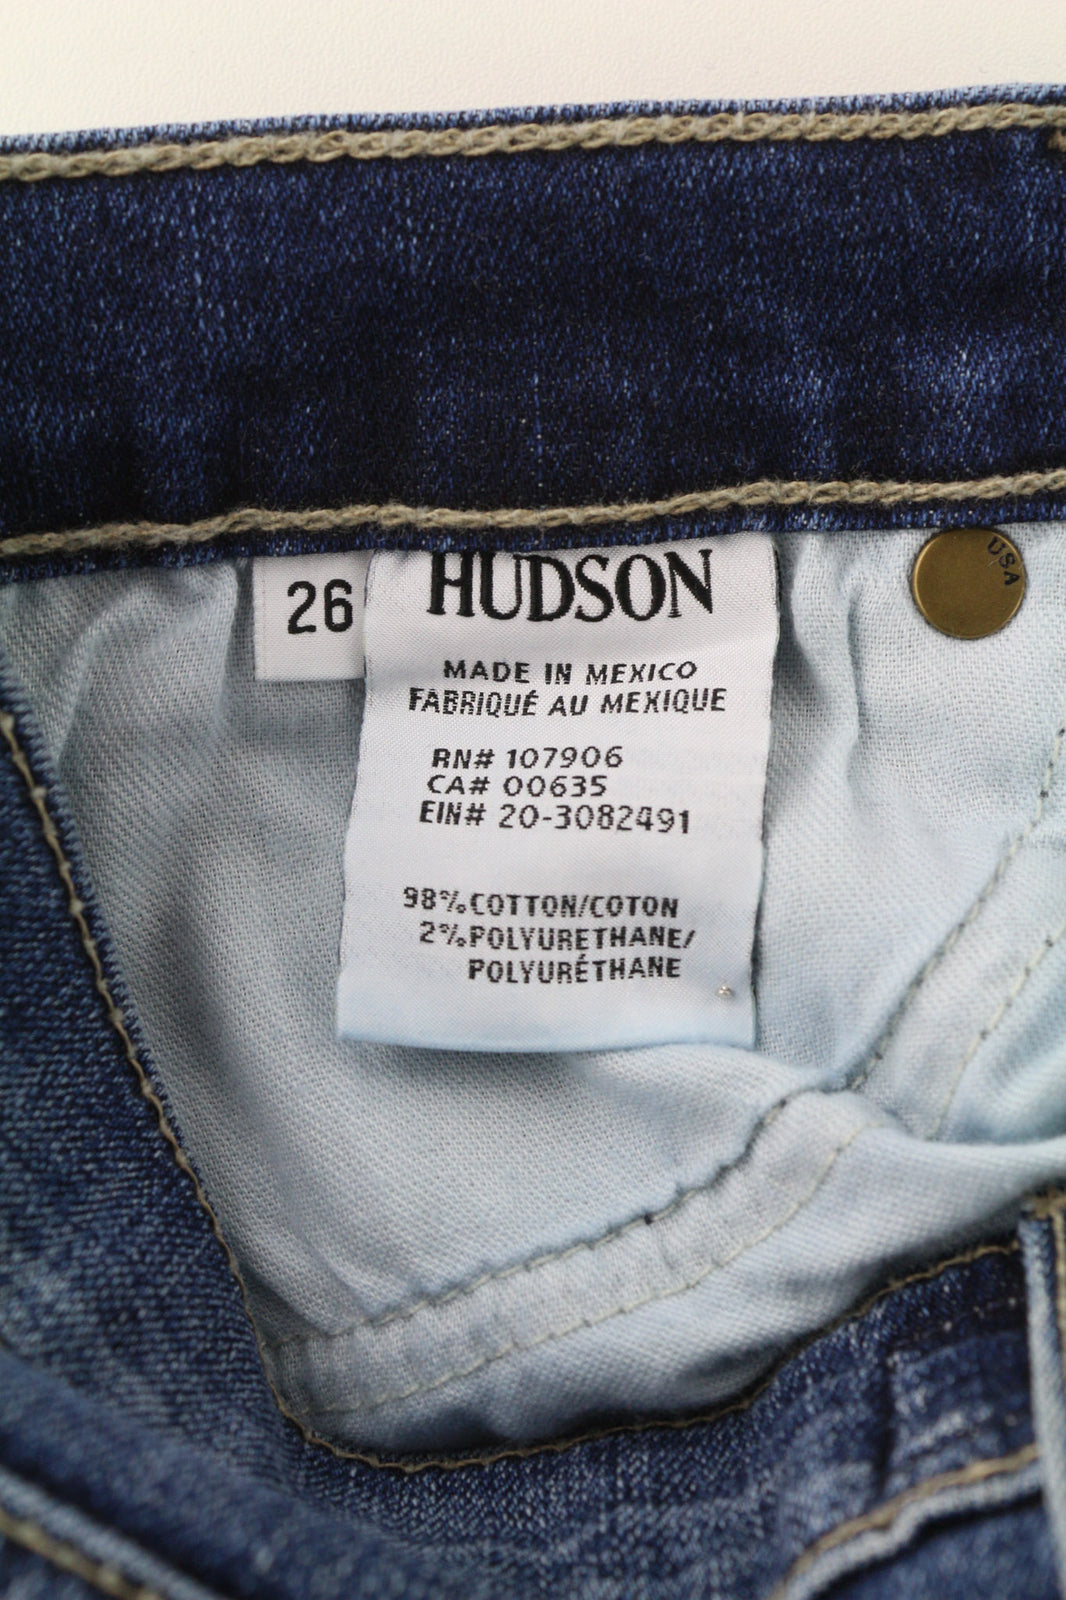 26
HUDSON
MADE IN MEXICO
FABRIQUÉ AU MEXIQUE
RN# 107906
CA# 00635
EIN# 20-3082491
98% COTTON/COTON
2% POLYURETHANE/
POLYURÉTHANE
USA